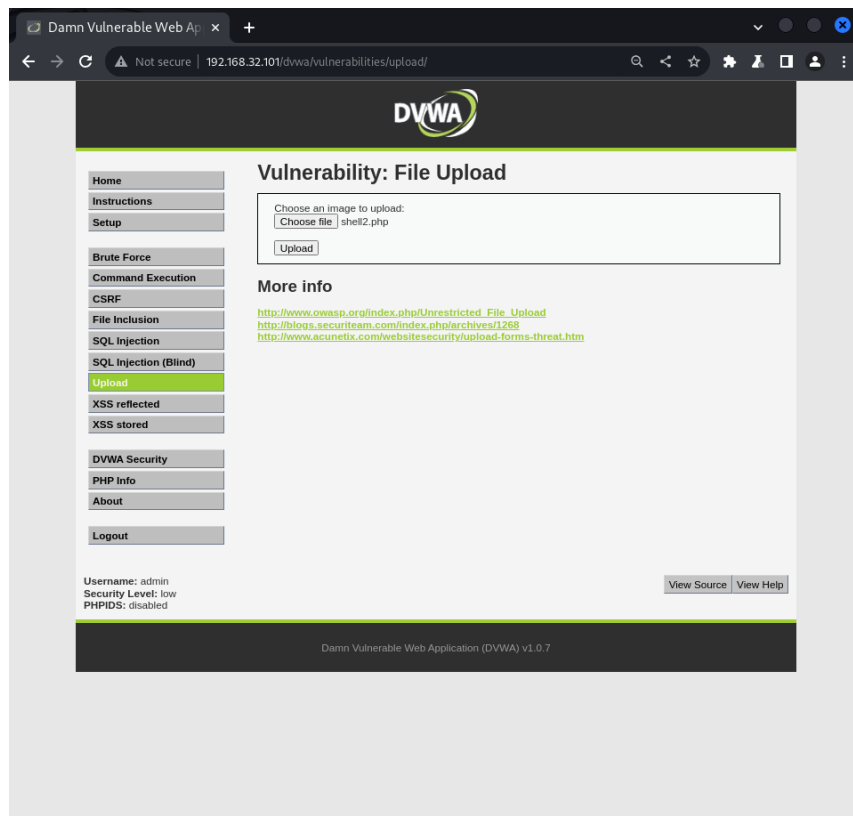 Damn Vulnerable Web Ap
Not secure | 192.168.32.101/dvwa/vulnerabilities/upload/
DVWA
Home
Instructions
Setup
Brute Force
Command Execution
CSRF
File Inclusion
SQL Injection
SQL Injection (Blind)
Upload
XSS reflected
XSS stored
DVWA Security
PHP Info
About
Logout
Vulnerability: File Upload
Choose an image to upload:
Choose file shell2.php
Upload
More info
http://www.owasp.org/index.php/Unrestricted_File_Upload
http://blogs.securiteam.com/index.php/archives/1268
http://www.acunetix.com/websitesecurity/upload-forms-threat.htm
Username: admin
Security Level: low
PHPIDS: disabled
View Source View Help
Damn Vulnerable Web Application (DVWA) v1.0.7